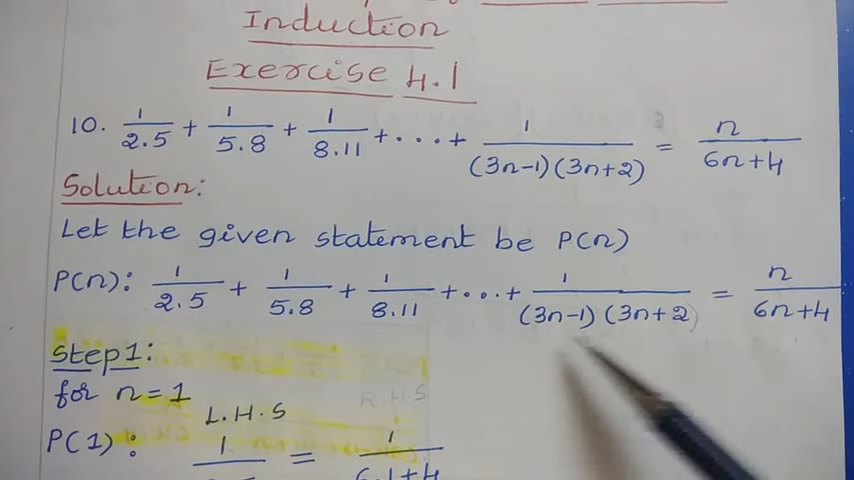 Induction
Exercise 4.1
10. 1/2.5 + 1/5.8 + 1/8.11 + ... + 1/(3n-1)(3n+2) = n/6n+4
Solution:
Let the given statement be P(n)
P(n): 1/2.5 + 1/5.8 + 1/8.11 + ... + 1/(3n-1)(3n+2) = n/6n+4
Step1:
for n=1
L.H.S R.H.S
P(1): 1/ = 1/6.1+4